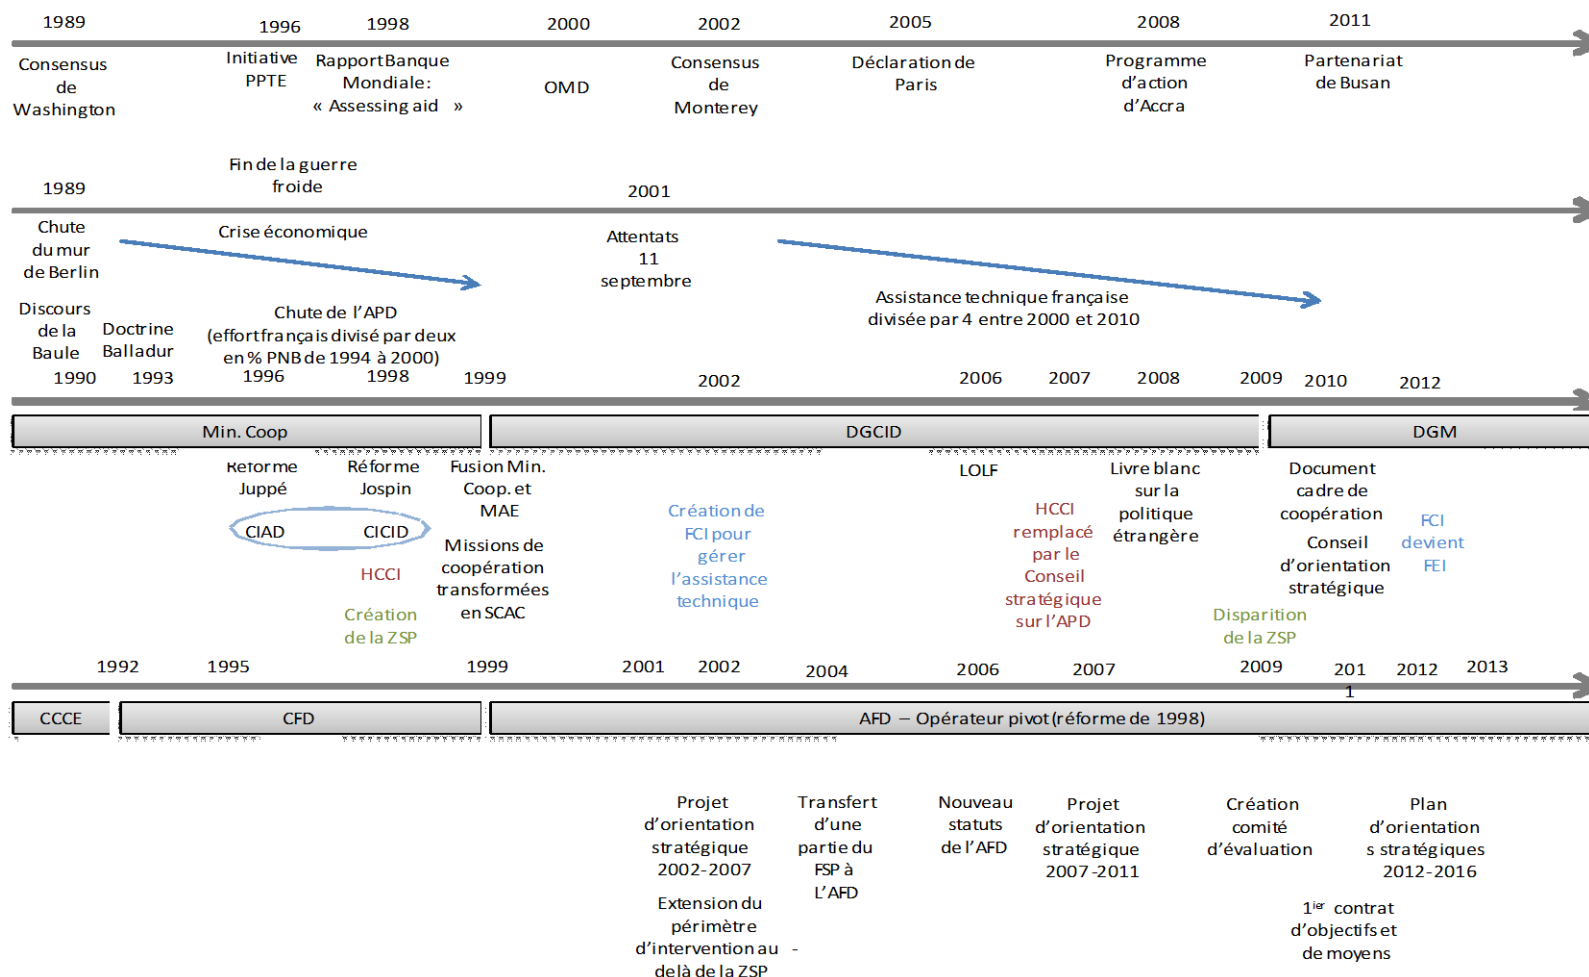 1989
1996
1998
2000
2002
2005
2008
2011
Consensus
de
Washington
Initiative
PPTE
Rapport Banque
Mondiale:
« Assessing aid »
OMD
Consensus
de
Monterey
Déclaration de
Paris
Programme
d’action
d’Accra
Partenariat
de Busan
Fin de la guerre
froide
1989
2001
Chute
du mur
de Berlin
Crise économique
Attentats
11
septembre
Discours
de la
Baule
Doctrine
Balladur
Chute de l’APD
(effort français divisé par deux
en % PNB de 1994 à 2000)
Assistance technique française
divisée par 4 entre 2000 et 2010
1990
1993
1996
1998
1999
2002
2006
2007
2008
2009
2010
2012
Min. Coop
DGCID
DGM
Réforme
Juppé
Réforme
Jospin
CIAD
CICID
HCCI
Création
de la ZSP
Fusion Min.
Coop. et
MAE
Missions de
coopération
transformées
en SCAC
Création de
FCI pour
gérer
l’assistance
technique
LOLF
HCCI
remplacé
par le
Conseil
stratégique
sur l’APD
Livre blanc
sur la
politique
étrangère
Disparition
de la ZSP
Document
cadre de
coopération
Conseil
d’orientation
stratégique
FCI
devient
FEI
1992
1995
1999
2001
2002
2004
2006
2007
2009
201
1
2012
2013
CCCE
CFD
AFD – Opérateur pivot (réforme de 1998)
Projet
d’orientation
stratégique
2002-2007
Extension du
périmètre
d’intervention au -
delà de la ZSP
Transfert
d’une
partie du
FSP à
L’AFD
Nouveau
statuts
de l’AFD
Projet
d’orientation
stratégique
2007-2011
Création
comité
d’évaluation
Plan
d’orientation
s stratégiques
2012-2016
1ier contrat
d’objectifs et
de moyens